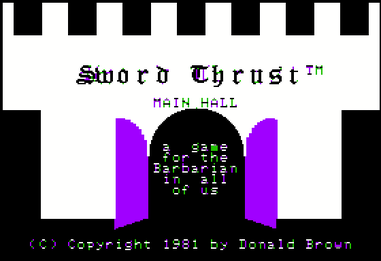 Sword Thrust™
MAIN HALL
a game
for the
Barbarian
in all
of us
(C) Copyright 1981 by Donald Brown